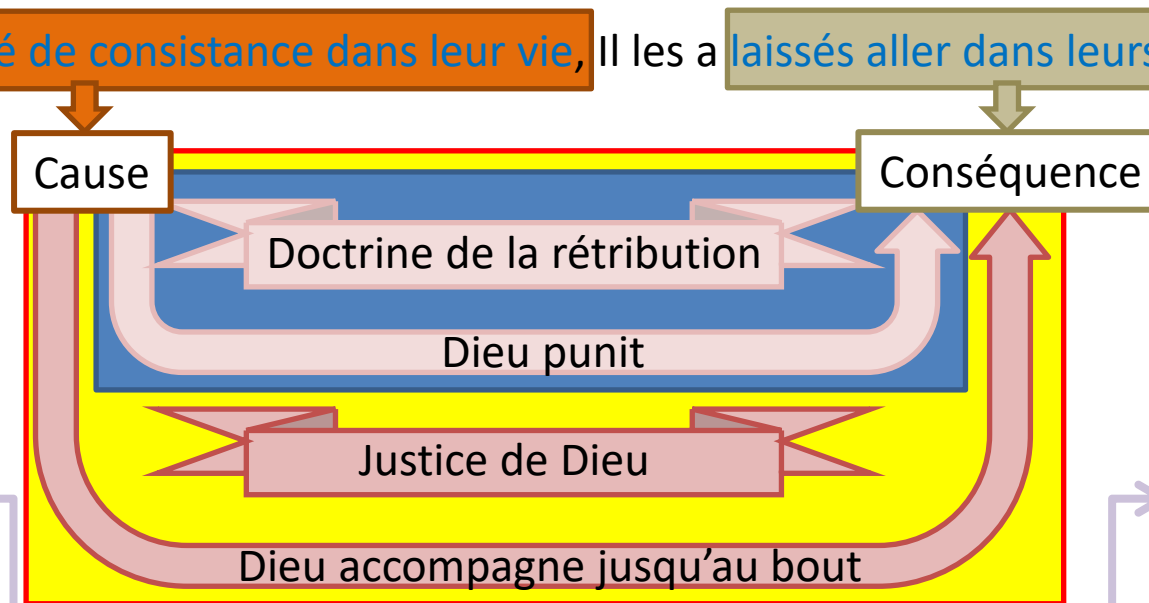 é de consistance dans leur vie, Il les a laissés aller dans leurs
Cause
Conséquence
Doctrine de la rétribution
Dieu punit
Justice de Dieu
Dieu accompagne jusqu’au bout